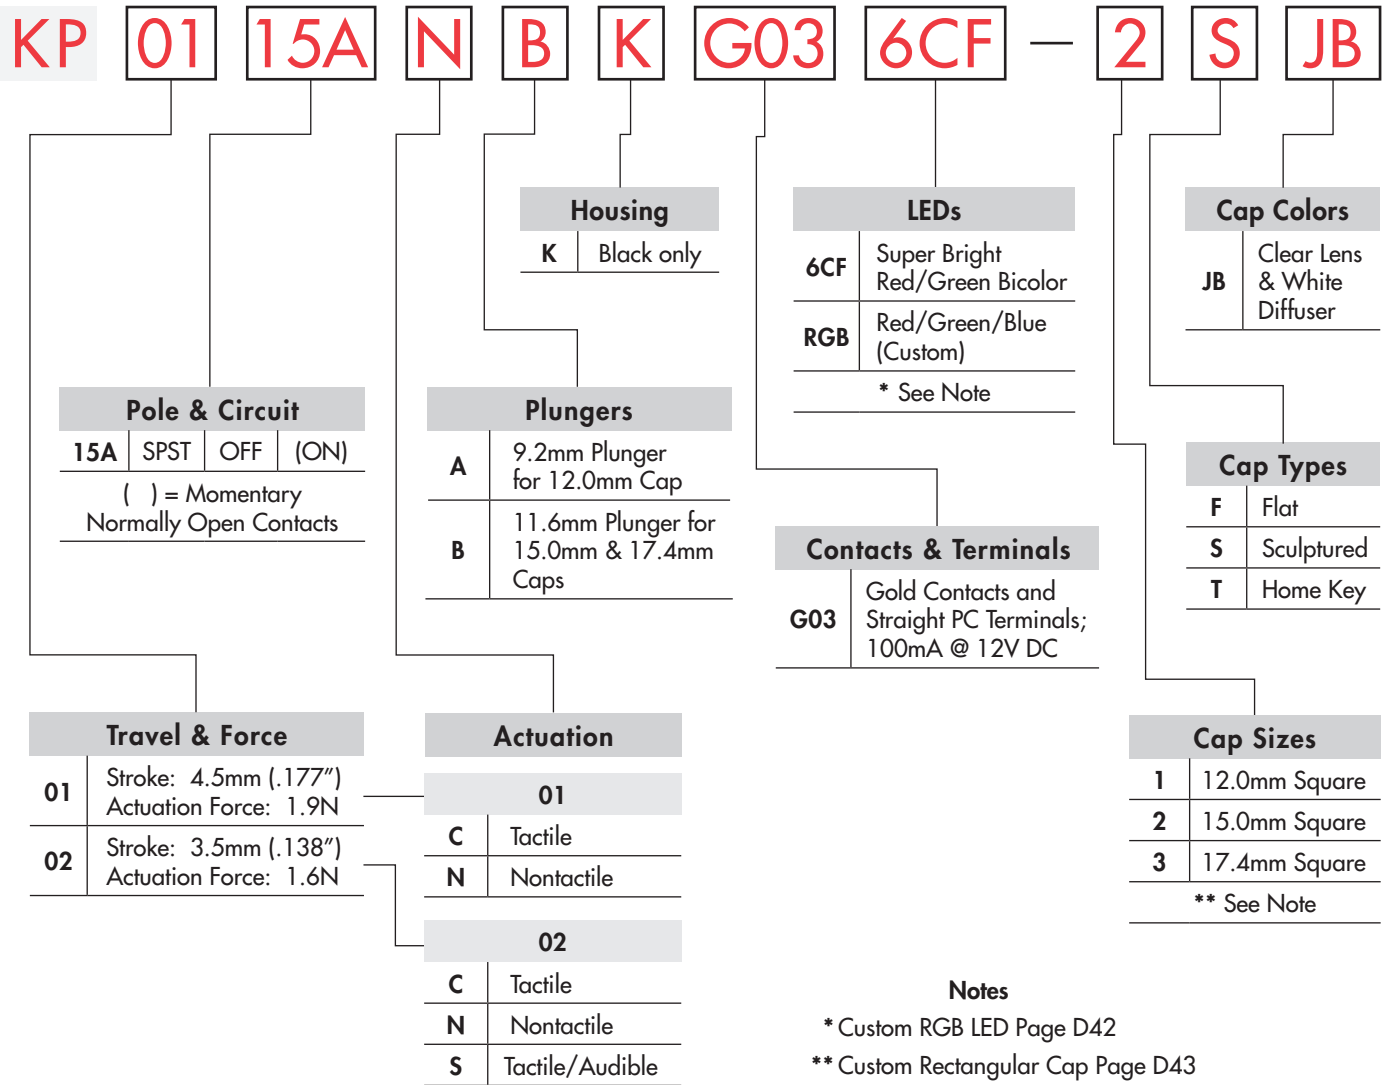 KP 01 15A N B K G03 6CF — 2 S JB
Housing
K Black only
LEDs
6CF Super Bright
Red/Green Bicolor
RGB Red/Green/Blue
(Custom)
* See Note
Cap Colors
JB Clear Lens
& White
Diffuser
Pole & Circuit
15A SPST OFF (ON)
( ) = Momentary
Normally Open Contacts
Plungers
A 9.2mm Plunger
for 12.0mm Cap
B 11.6mm Plunger for
15.0mm & 17.4mm
Caps
Contacts & Terminals
G03 Gold Contacts and
Straight PC Terminals;
100mA @ 12V DC
Cap Types
F Flat
S Sculptured
T Home Key
Travel & Force
01 Stroke: 4.5mm (.177”)
Actuation Force: 1.9N
02 Stroke: 3.5mm (.138”)
Actuation Force: 1.6N
Actuation
01
C Tactile
N Nontactile
02
C Tactile
N Nontactile
S Tactile/Audible
Cap Sizes
1 12.0mm Square
2 15.0mm Square
3 17.4mm Square
** See Note
Notes
* Custom RGB LED Page D42
** Custom Rectangular Cap Page D43